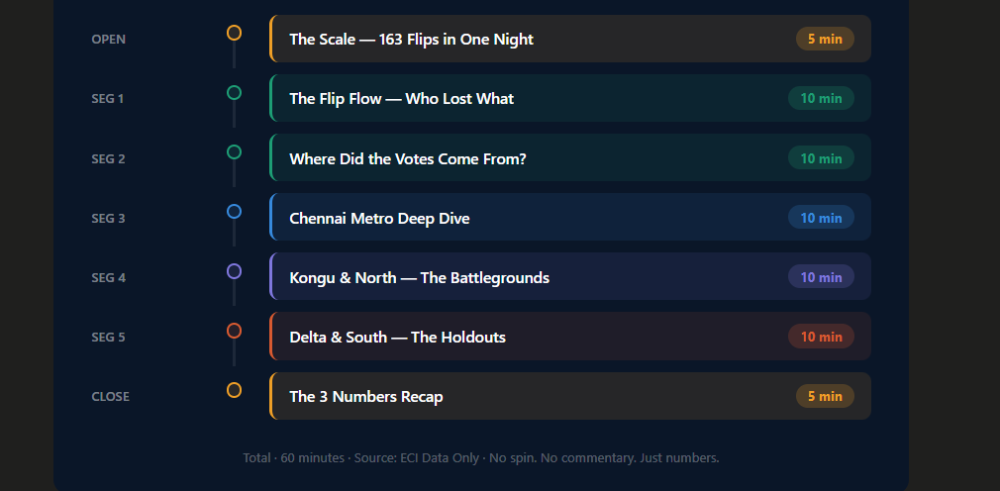 OPEN
The Scale — 163 Flips in One Night
5 min
SEG 1
The Flip Flow — Who Lost What
10 min
SEG 2
Where Did the Votes Come From?
10 min
SEG 3
Chennai Metro Deep Dive
10 min
SEG 4
Kongu & North — The Battlegrounds
10 min
SEG 5
Delta & South — The Holdouts
10 min
CLOSE
The 3 Numbers Recap
5 min
Total · 60 minutes · Source: ECI Data Only · No spin. No commentary. Just numbers.